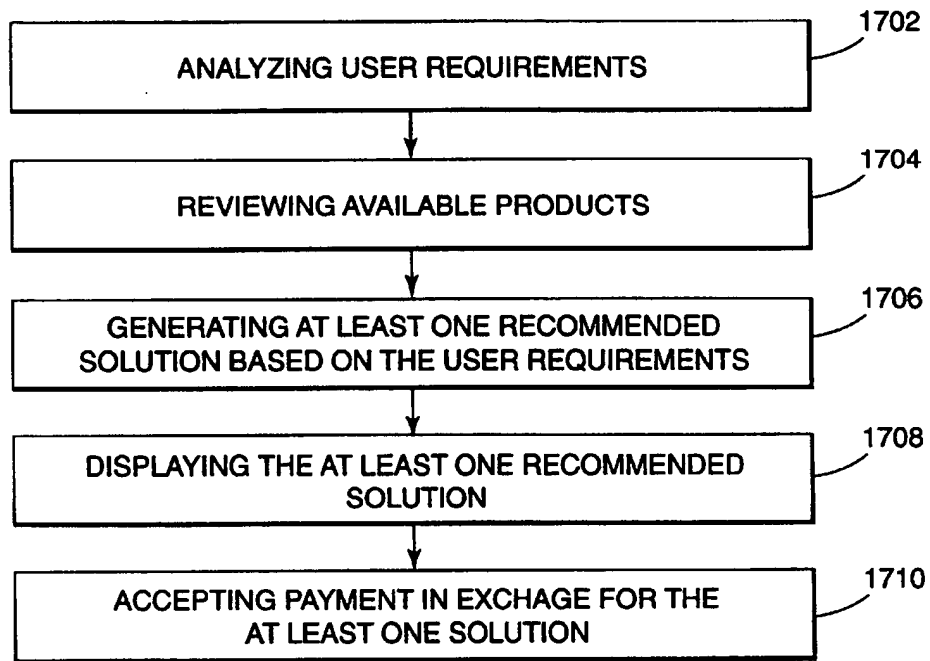 1702
ANALYZING USER REQUIREMENTS
1704
REVIEWING AVAILABLE PRODUCTS
1706
GENERATING AT LEAST ONE RECOMMENDED
SOLUTION BASED ON THE USER REQUIREMENTS
1708
DISPLAYING THE AT LEAST ONE RECOMMENDED
SOLUTION
1710
ACCEPTING PAYMENT IN EXCHAGE FOR THE
AT LEAST ONE SOLUTION